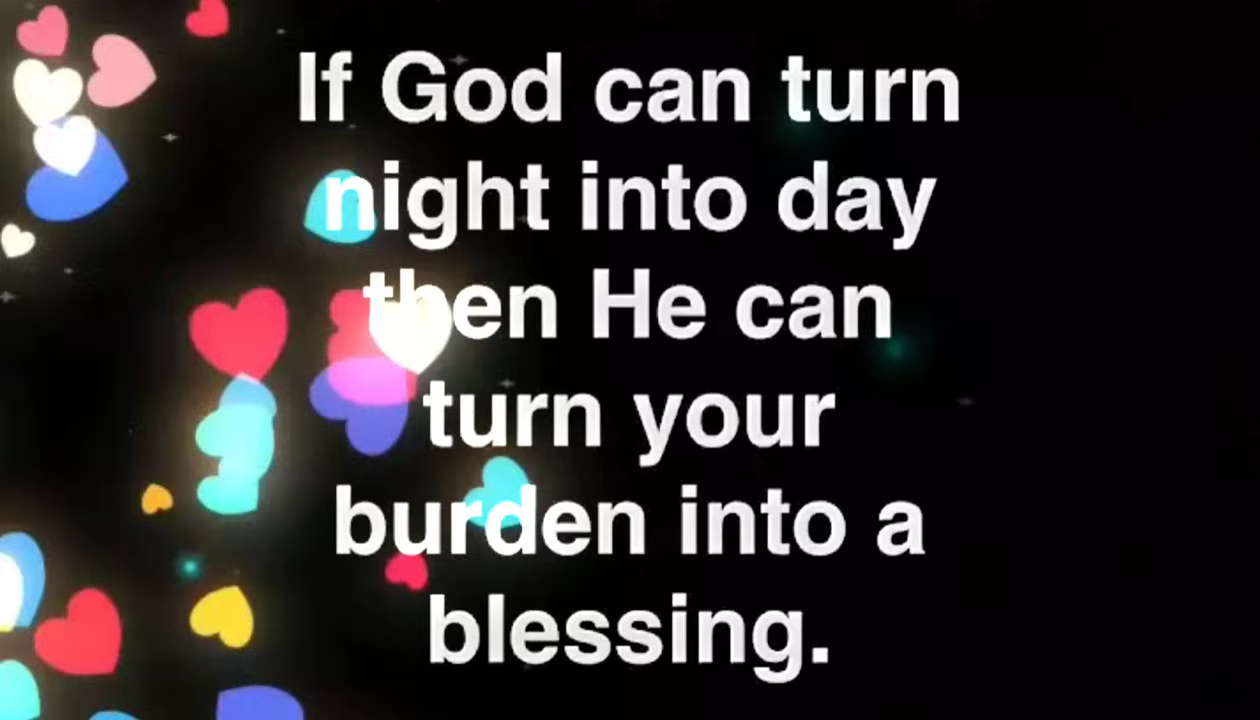 If God can turn
night into day
then He can
turn your
burden into a
blessing.